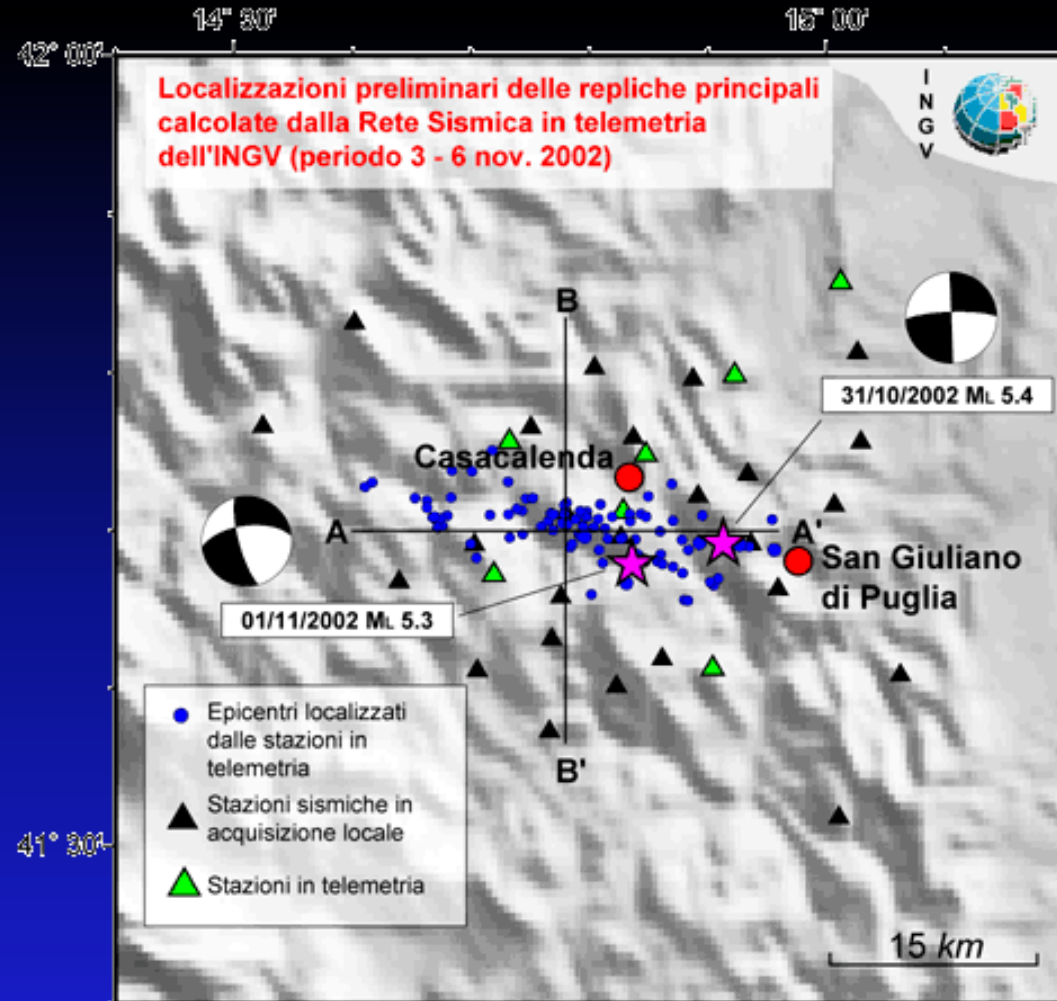 14° 30'
15° 00'
42° 00'
Localizzazioni preliminari delle repliche principali
calcolate dalla Rete Sismica in telemetria
dell'INGV (periodo 3 - 6 nov. 2002)
I
N
G
V
B
31/10/2002 ML 5.4
Casacalenda
A
A'
San Giuliano
di Puglia
01/11/2002 ML 5.3
B'
Epicentri localizzati
dalle stazioni in
telemetria
Stazioni sismiche in
acquisizione locale
Stazioni in telemetria
41° 30'
15 km